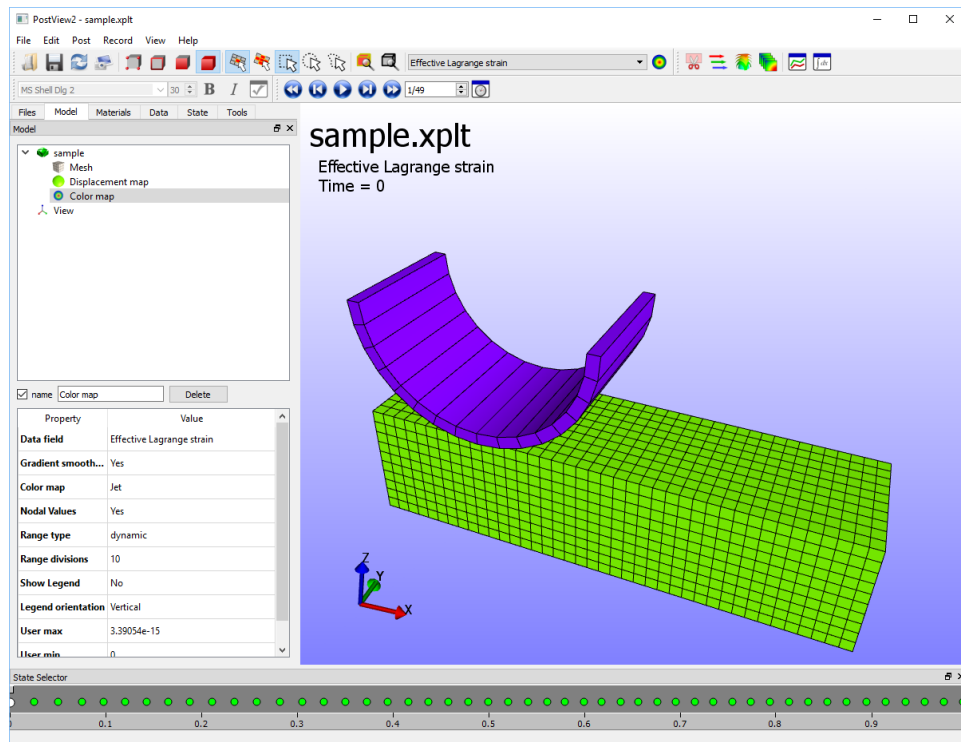 PostView2 - sample.xplt
File Edit Post Record View Help
Effective Lagrange strain
MS Shell Dlg 2 30 B I 1/49
Files Model Materials Data State Tools
Model
sample
Mesh
Displacement map
Color map
View
name Color map Delete
Property Value
Data field Effective Lagrange strain
Gradient smooth... Yes
Color map Jet
Nodal Values Yes
Range type dynamic
Range divisions 10
Show Legend No
Legend orientation Vertical
User max 3.39054e-15
User min 0
sample.xplt
Effective Lagrange strain
Time = 0
Z
Y
X
State Selector
0.1 0.2 0.3 0.4 0.5 0.6 0.7 0.8 0.9